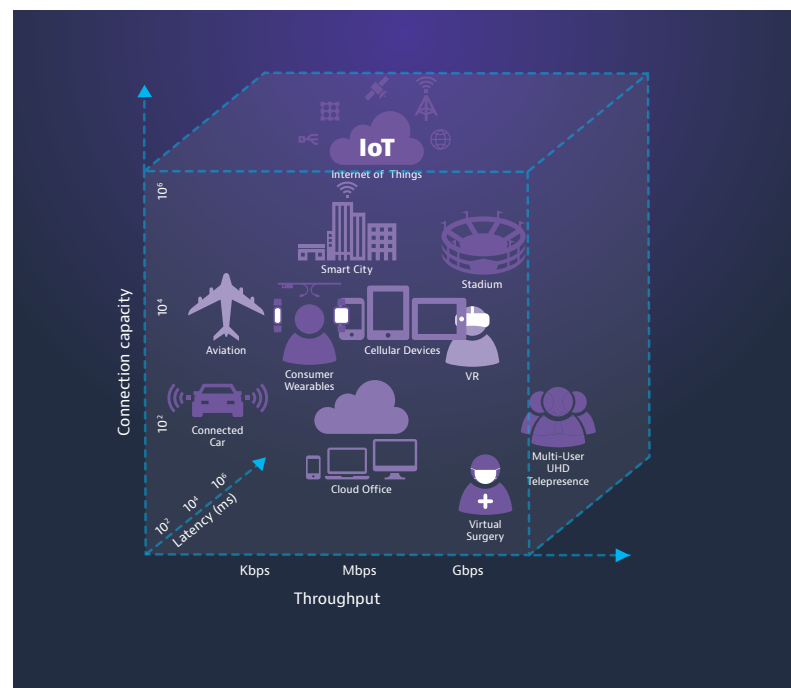 IoT
Internet of Things
10⁶
Smart City
Stadium
10⁴
Connection capacity
Aviation
Cellular Devices
Consumer
Wearables
VR
10²
Connected
Car
Multi-User
UHD
Telepresence
10² 10⁴ 10⁶
Latency (ms)
Cloud Office
Virtual
Surgery
Kbps Mbps Gbps
Throughput